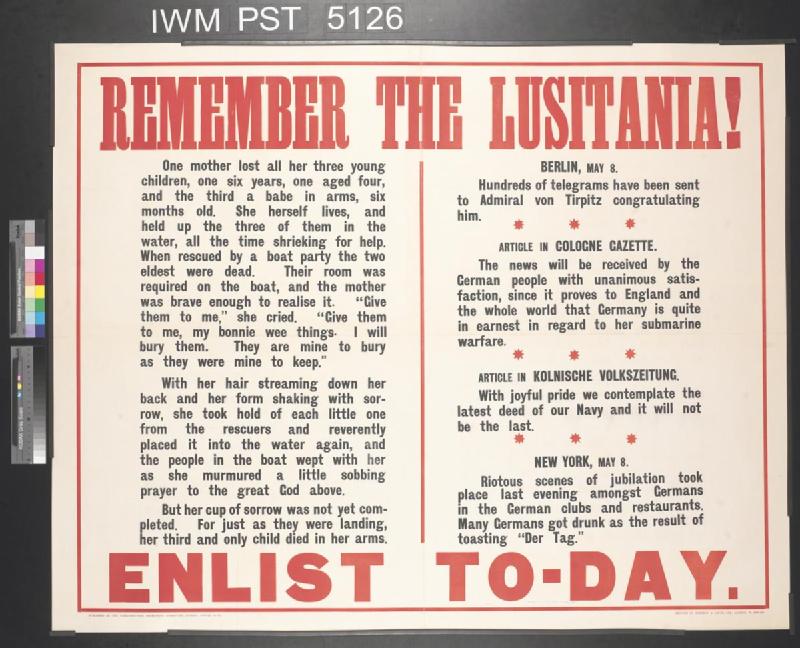 IWM PST 5126
REMEMBER THE LUSITANIA!
One mother lost all her three young
children, one six years, one aged four,
and the third a babe in arms, six
months old. She herself lives, and
held up the three of them in the
water, all the time shrieking for help.
When rescued by a boat party the two
eldest were dead. Their room was
required on the boat, and the mother
was brave enough to realise it. "Give
them to me," she cried. "Give them
to me, my bonnie wee things. I will
bury them. They are mine to bury
as they were mine to keep."
With her hair streaming down her
back and her form shaking with sor-
row, she took hold of each little one
from the rescuers and reverently
placed it into the water again, and
the people in the boat wept with her
as she murmured a little sobbing
prayer to the great God above.
But her cup of sorrow was not yet com-
pleted. For just as they were landing,
her third and only child died in her arms.
BERLIN, MAY 8.
Hundreds of telegrams have been sent
to Admiral von Tirpitz congratulating
him.
ARTICLE IN COLOGNE GAZETTE.
The news will be received by the
German people with unanimous satis-
faction, since it proves to England and
the whole world that Germany is quite
in earnest in regard to her submarine
warfare.
ARTICLE IN KOLNISCHE VOLKSZEITUNG.
With joyful pride we contemplate the
latest deed of our Navy and it will not
be the last.
NEW YORK, MAY 8.
Riotous scenes of jubilation took
place last evening amongst Germans
in the German clubs and restaurants.
Many Germans got drunk as the result of
toasting "Der Tag."
ENLIST TO-DAY.